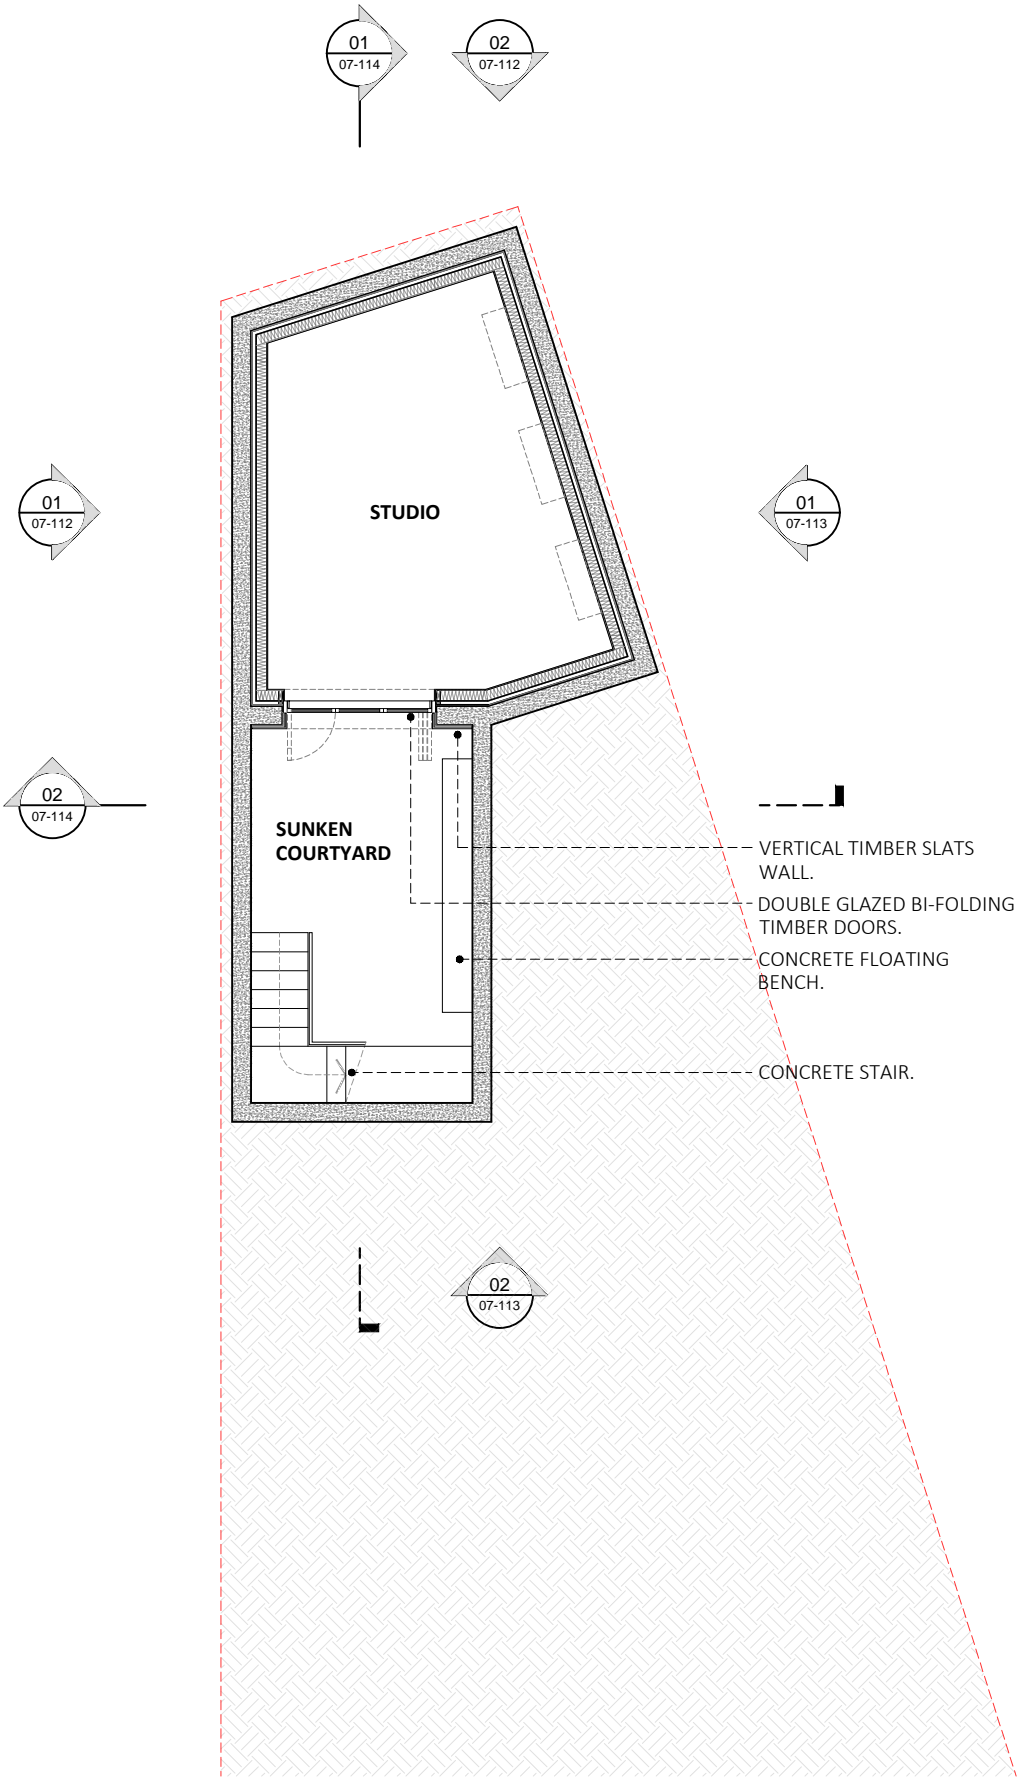 01
07-114
02
07-112
STUDIO
01
07-112
01
07-113
02
07-114
SUNKEN
COURTYARD
VERTICAL TIMBER SLATS
WALL.
DOUBLE GLAZED BI-FOLDING
TIMBER DOORS.
CONCRETE FLOATING
BENCH.
CONCRETE STAIR.
02
07-113